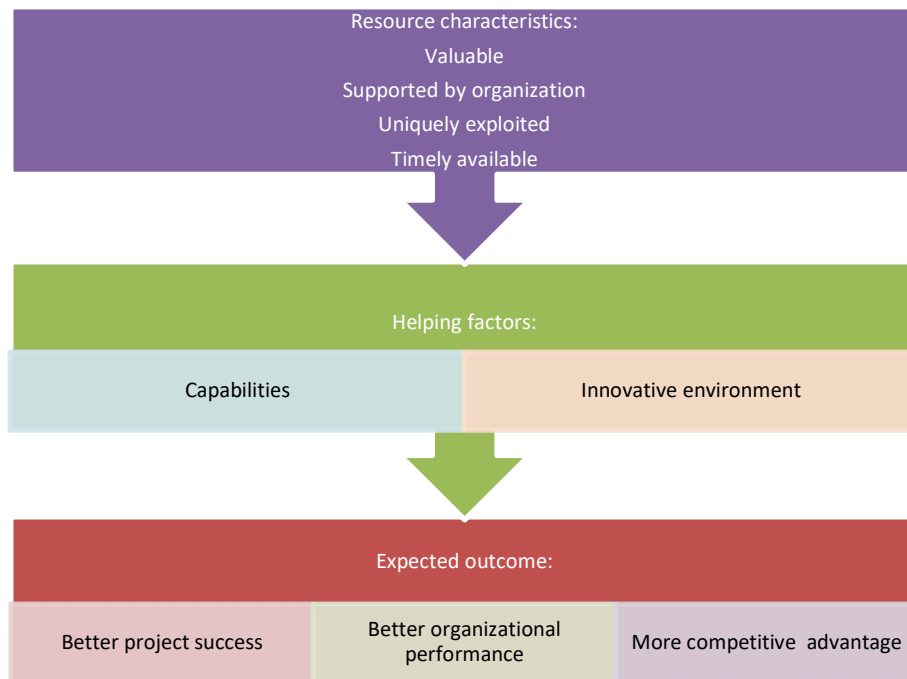 Resource characteristics:
Valuable
Supported by organization
Uniquely exploited
Timely available
Helping factors:
Capabilities
Innovative environment
Expected outcome:
Better project success
Better organizational
performance
More competitive advantage